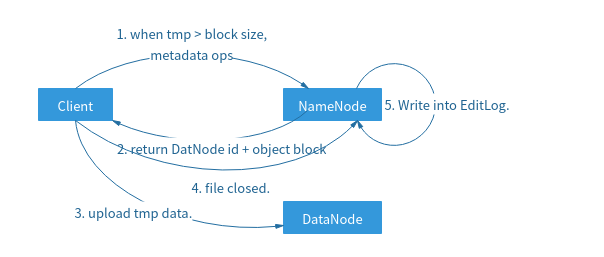 1. when tmp > block size,
metadata ops
Client
NameNode
5. Write into EditLog.
2. return DatNode id + object block
4. file closed.
3. upload tmp data.
DataNode